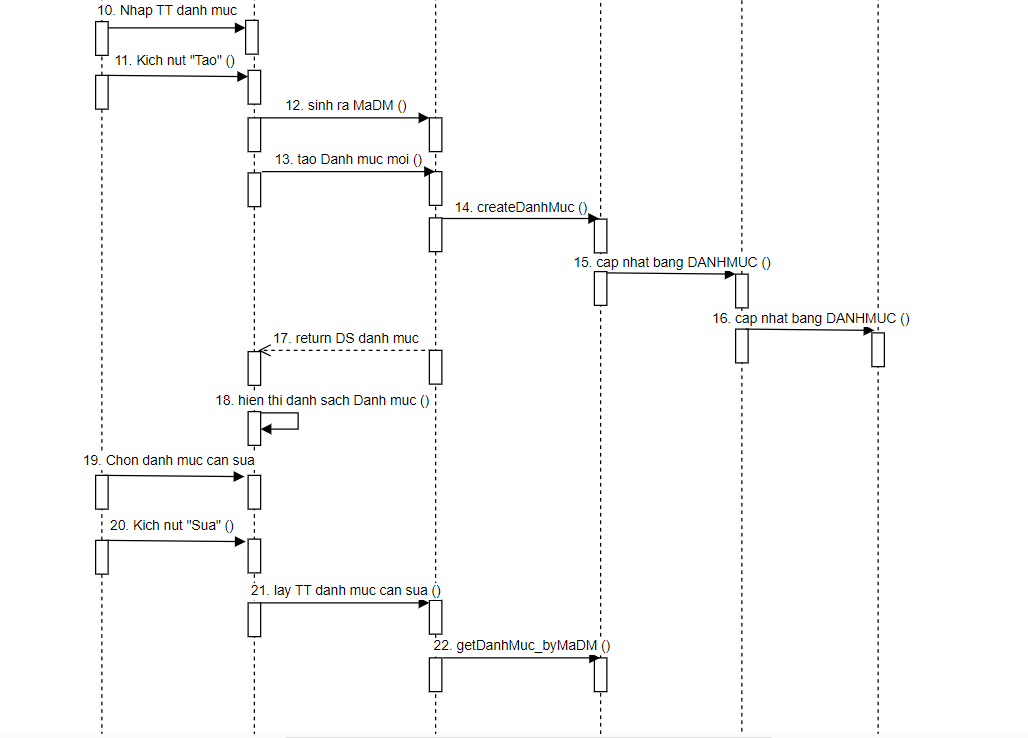 10. Nhap TT danh muc
11. Kich nut "Tao" ()
12. sinh ra MaDM ()
13. tao Danh muc moi ()
14. createDanhMuc ()
15. cap nhat bang DANHMUC ()
16. cap nhat bang DANHMUC ()
17. return DS danh muc
18. hien thi danh sach Danh muc ()
19. Chon danh muc can sua
20. Kich nut "Sua" ()
21. lay TT danh muc can sua ()
22. getDanhMuc_byMaDM ()